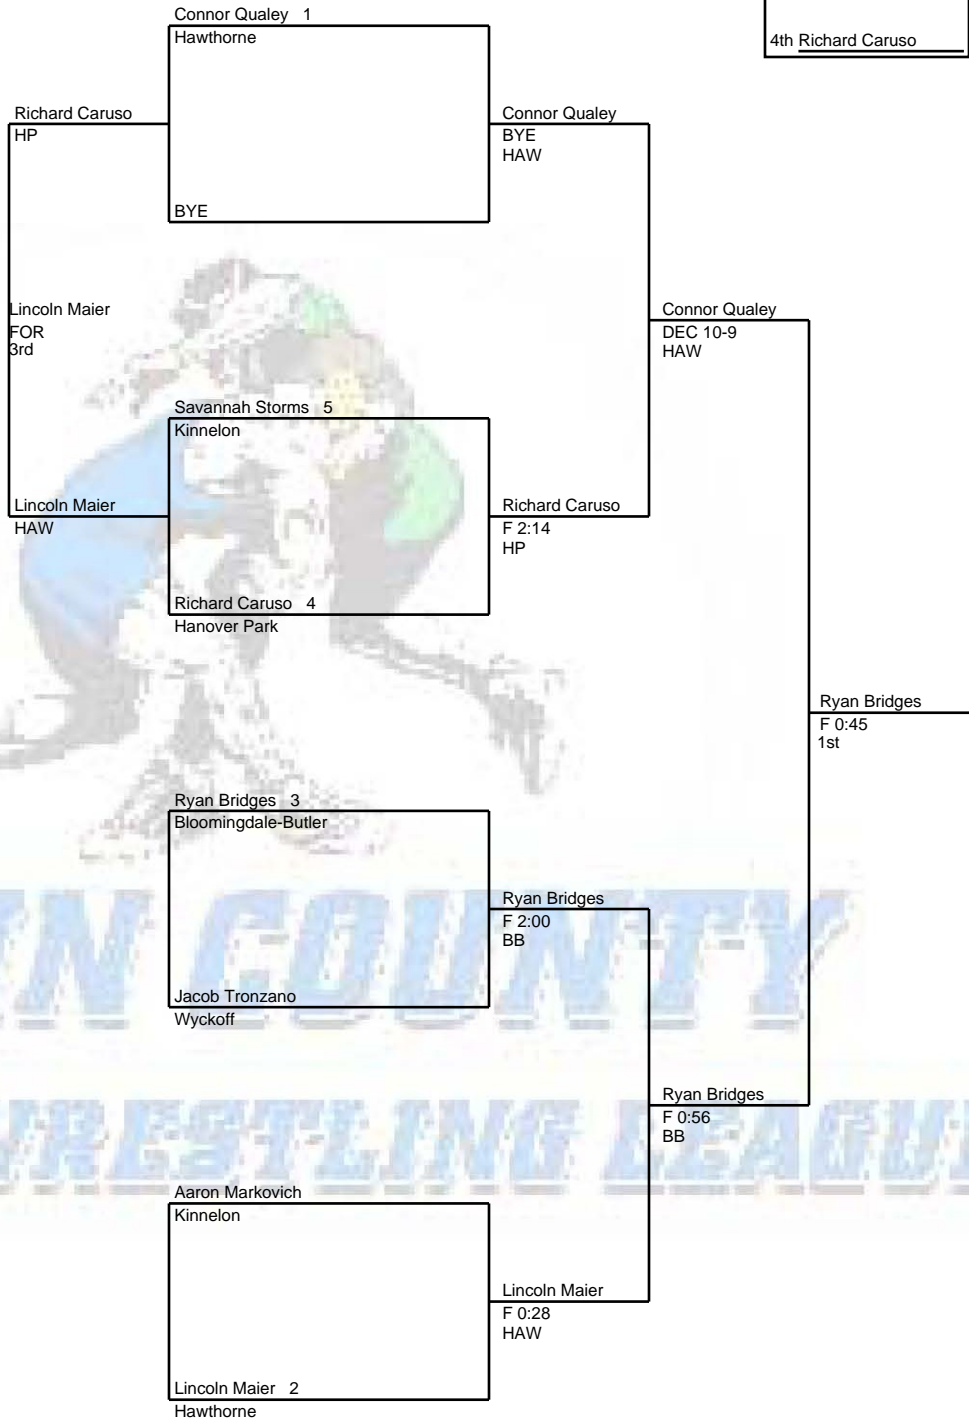 Connor Qualey 1
Hawthorne
4th Richard Caruso
Richard Caruso
HP
Connor Qualey
BYE
HAW
BYE
Lincoln Maier
FOR
3rd
Connor Qualey
DEC 10-9
HAW
Savannah Storms 5
Kinnelon
Lincoln Maier
HAW
Richard Caruso
F 2:14
HP
Richard Caruso 4
Hanover Park
Ryan Bridges
F 0:45
1st
Ryan Bridges 3
Bloomingdale-Butler
Ryan Bridges
F 2:00
BB
COUNTY
Jacob Tronzano
Wyckoff
Ryan Bridges
F 0:56
BB
Aaron Markovich
Kinnelon
Lincoln Maier
F 0:28
HAW
Lincoln Maier 2
Hawthorne